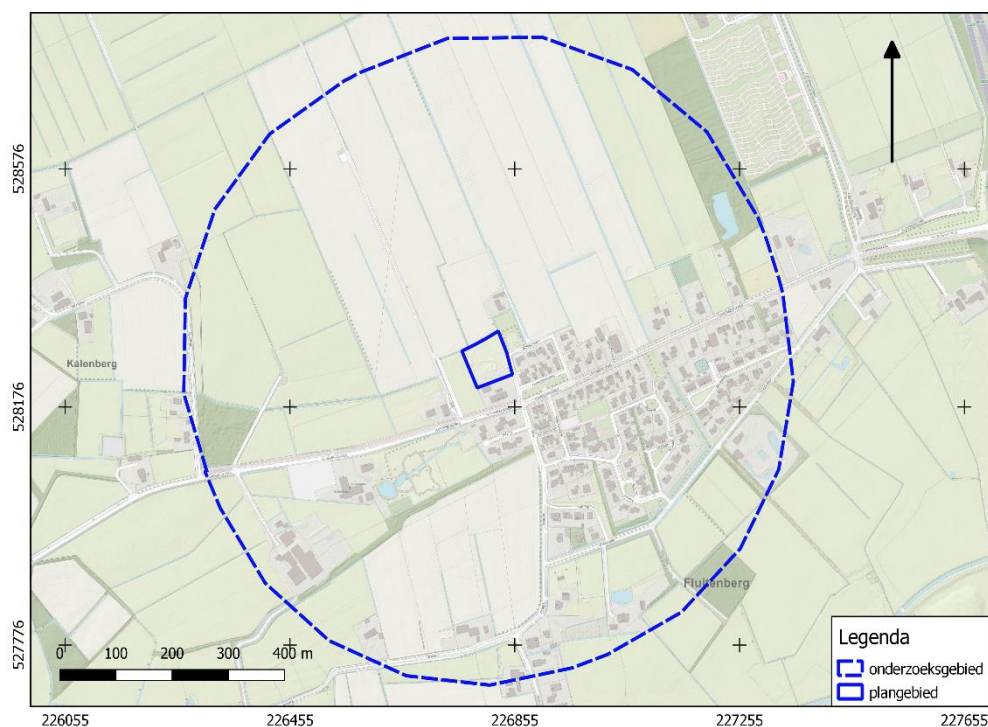 528576
528176
527776
Kalenberg
Fluitenberg
0 100 200 300 400 m
Legenda
onderzoeksgebied
plangebied
226055 226455 226855 227255 227655